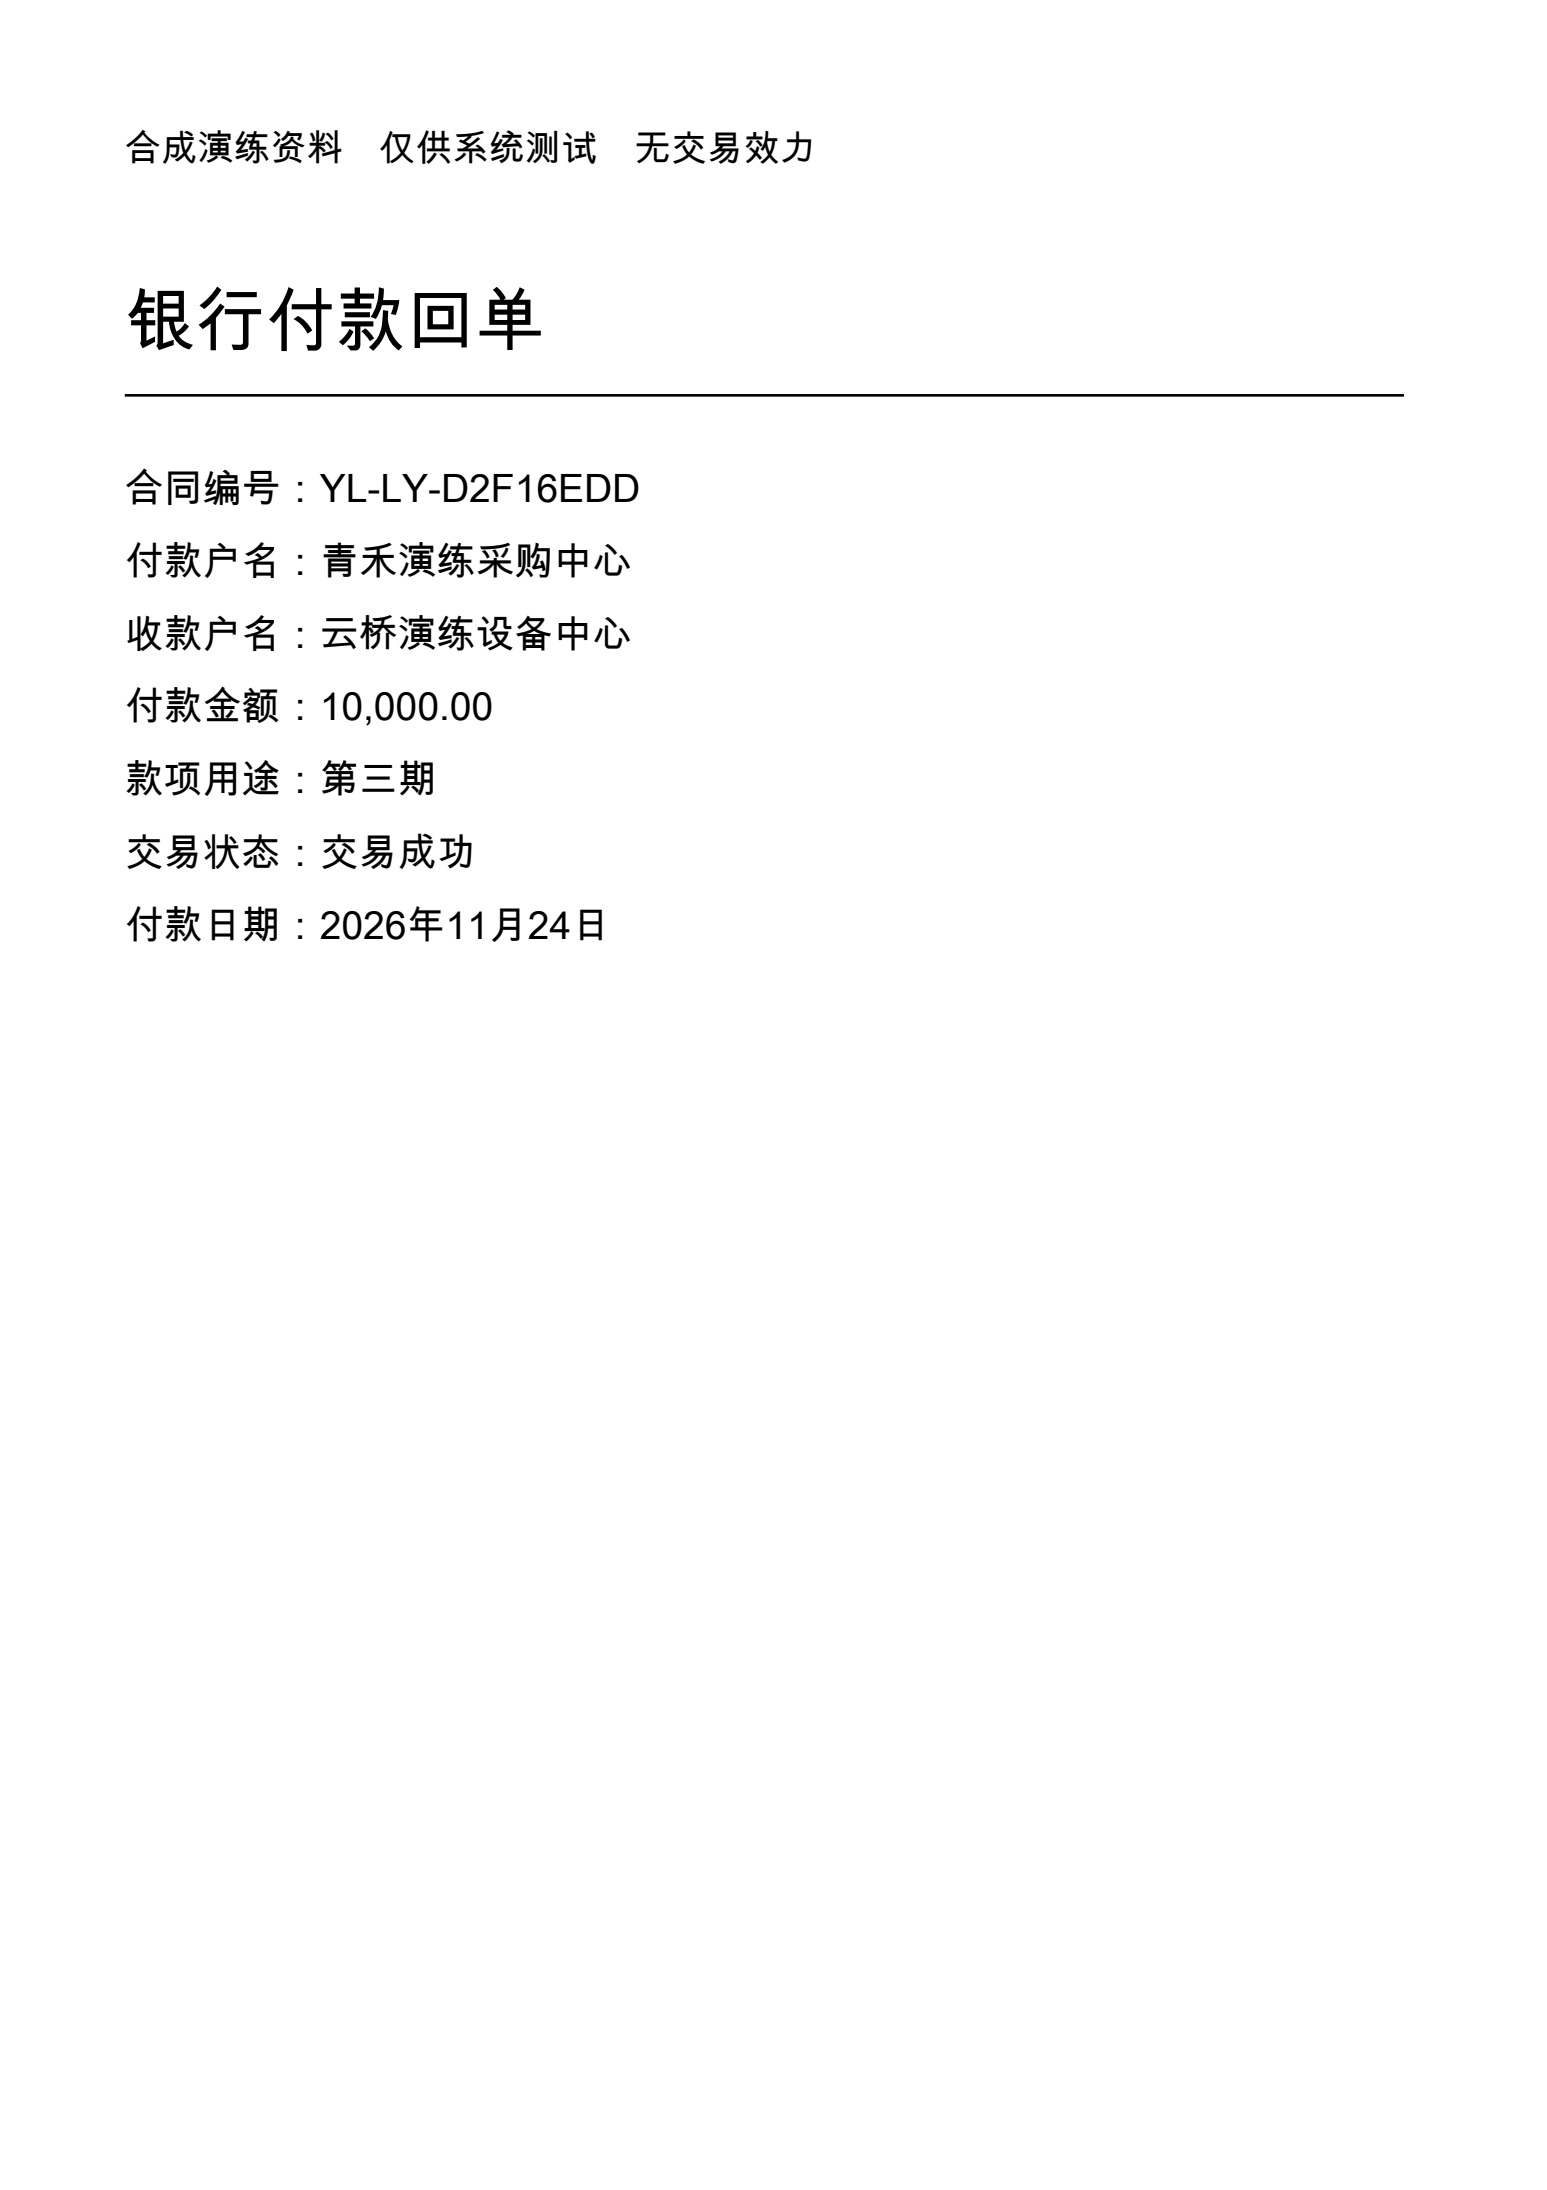 合成演练资料　仅供系统测试　无交易效力
银行付款回单
合同编号：YL-LY-D2F16EDD
付款户名：青禾演练采购中心
收款户名：云桥演练设备中心
付款金额：10,000.00
款项用途：第三期
交易状态：交易成功
付款日期：2026年11月24日